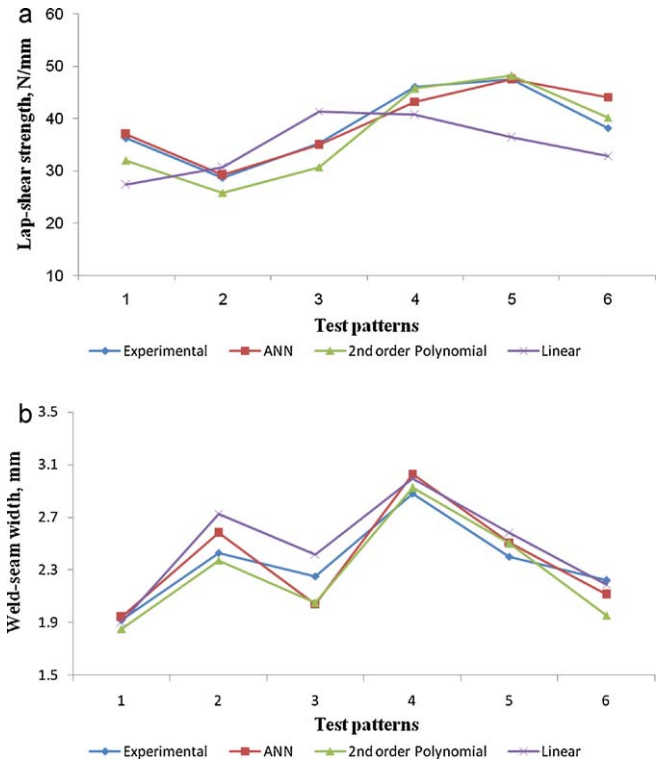 a
60
50
40
30
20
10
Lap-shear strength, N/mm
1 2 3 4 5 6
Test patterns
Experimental ANN 2nd order Polynomial Linear
b
3.5
3.1
2.7
2.3
1.9
1.5
Weld-seam width, mm
1 2 3 4 5 6
Test patterns
Experimental ANN 2nd order Polynomial Linear